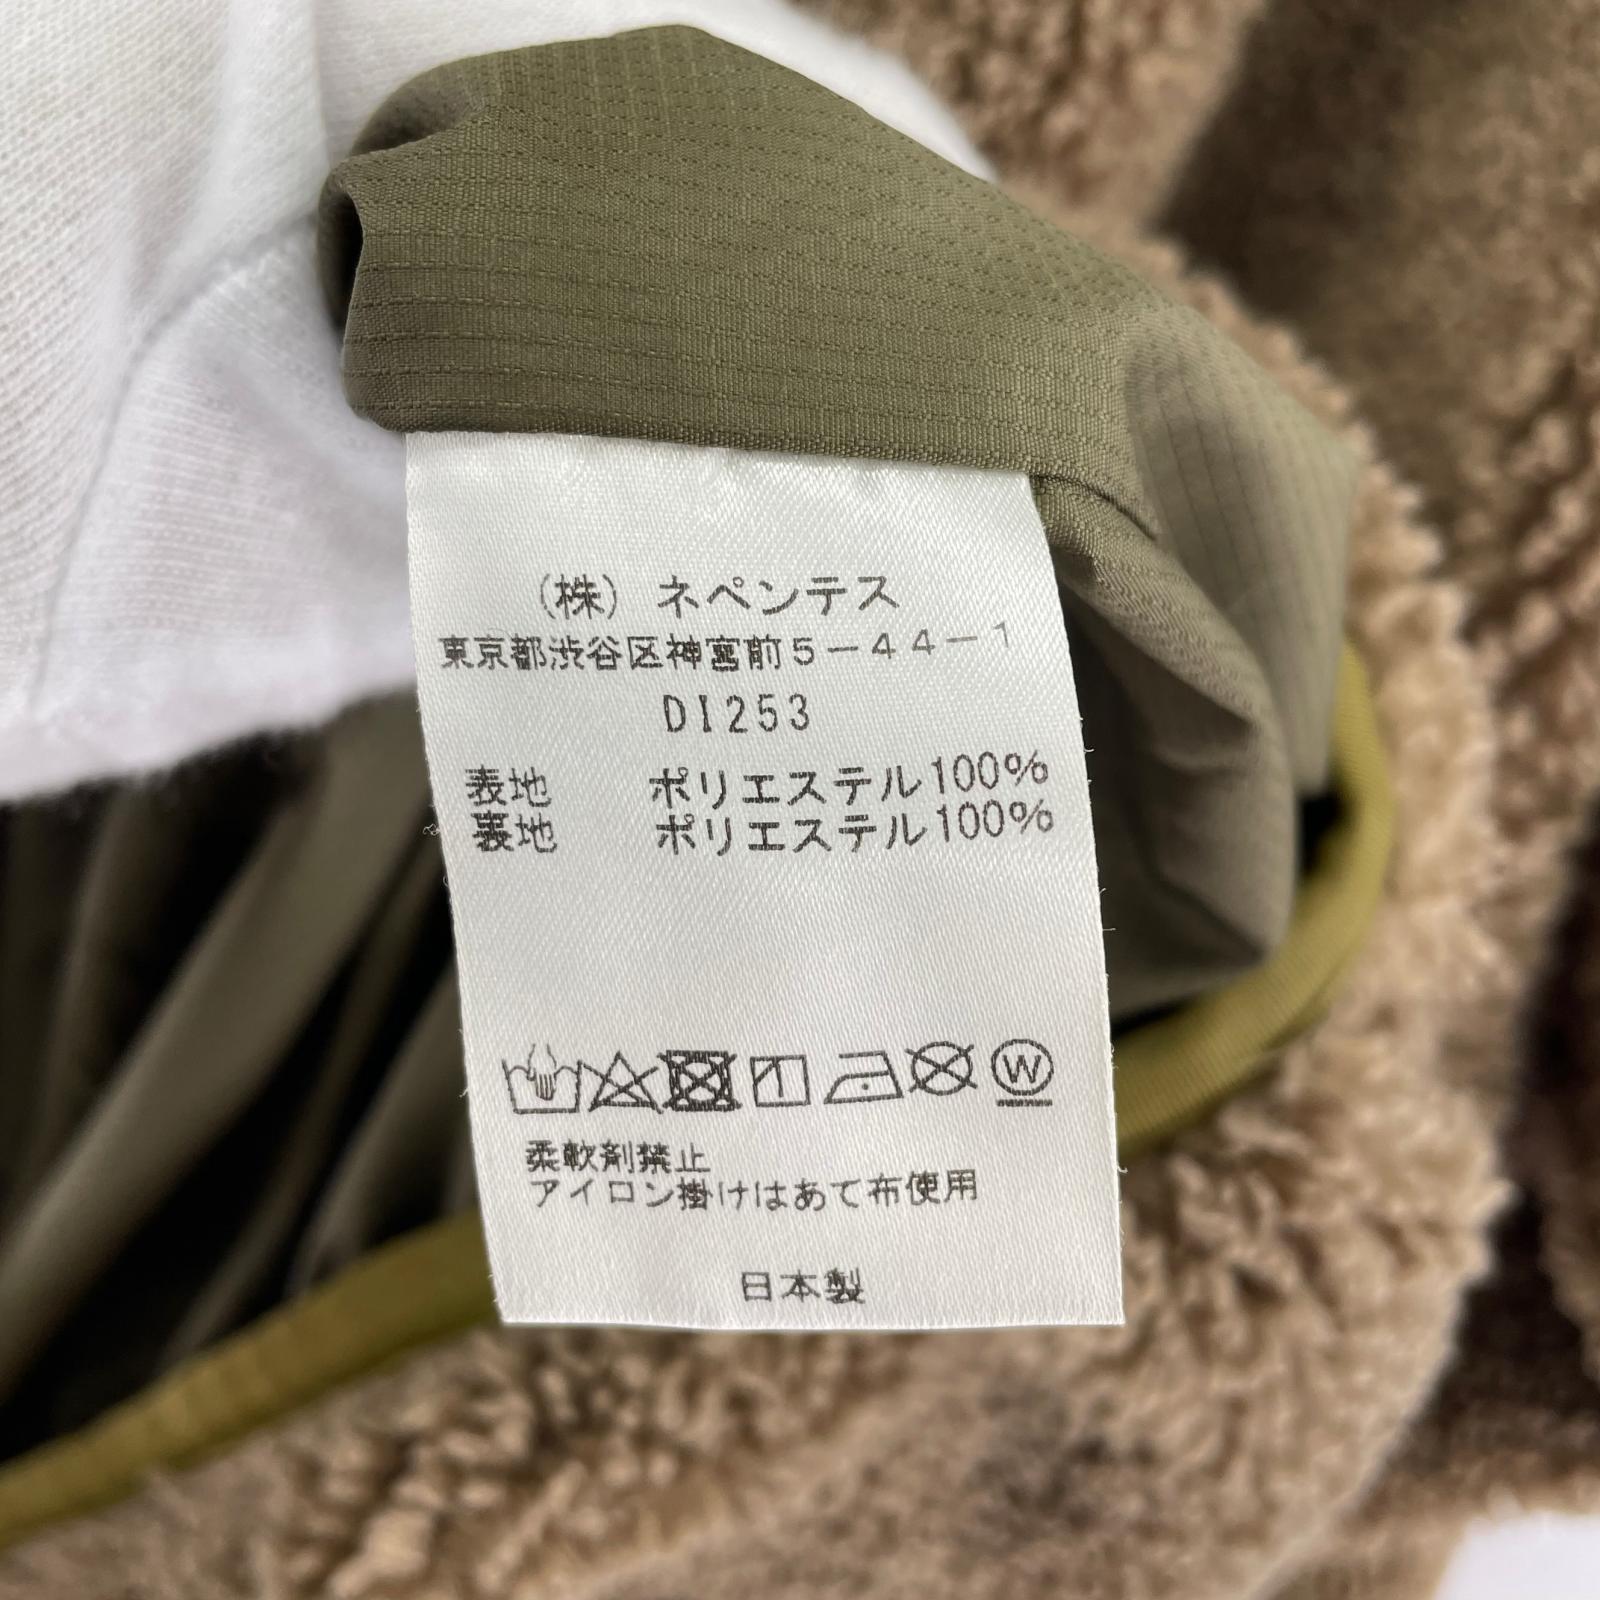 (株) ネペンテス
東京都渋谷区神宮前5-44-1
DI253
表地 ポリエステル100%
裏地 ポリエステル100%
1 W
柔軟剤禁止
アイロン掛けはあて布使用
日本製